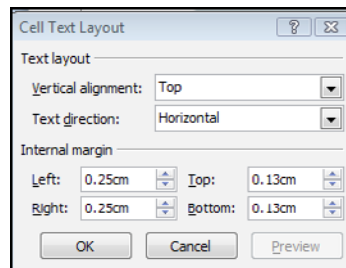 Cell Text Layout
Text layout
Vertical alignment: Top
Text direction: Horizontal
Internal margin
Left: 0.25cm Top: 0.13cm
Right: 0.25cm Bottom: 0.13cm
OK Cancel Preview